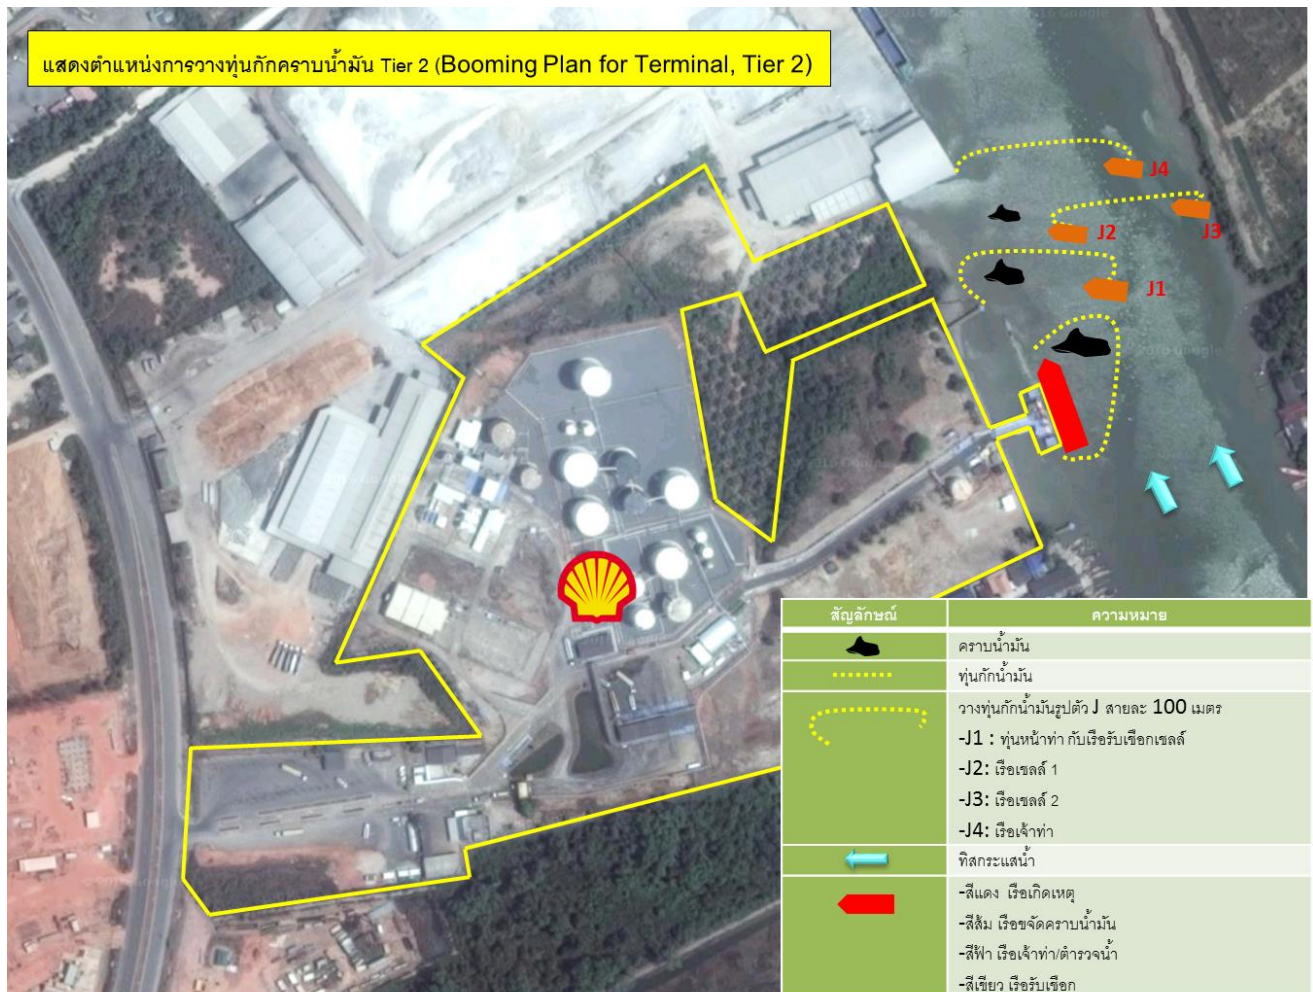 แสดงตำแหน่งการวางทุ่นกักคราบน้ำมัน Tier 2 (Booming Plan for Terminal, Tier 2)
J4
J2
J3
J1
สัญลักษณ์ ความหมาย
คราบน้ำมัน
ทุ่นกักน้ำมัน
วางทุ่นกักน้ำมันรูปตัว J สายละ 100 เมตร
-J1 : ทุ่นหน้าท่า กับเรือรับเชือกเชลล์
-J2: เรือเชลล์ 1
-J3: เรือเชลล์ 2
-J4: เรือเจ้าท่า
ทิสกระแสน้ำ
-สีแดง เรือเกิดเหตุ
-สีส้ม เรือขจัดคราบน้ำมัน
-สีฟ้า เรือเจ้าท่า/ตำรวจน้ำ
-สีเขียว เรือรับเชือก